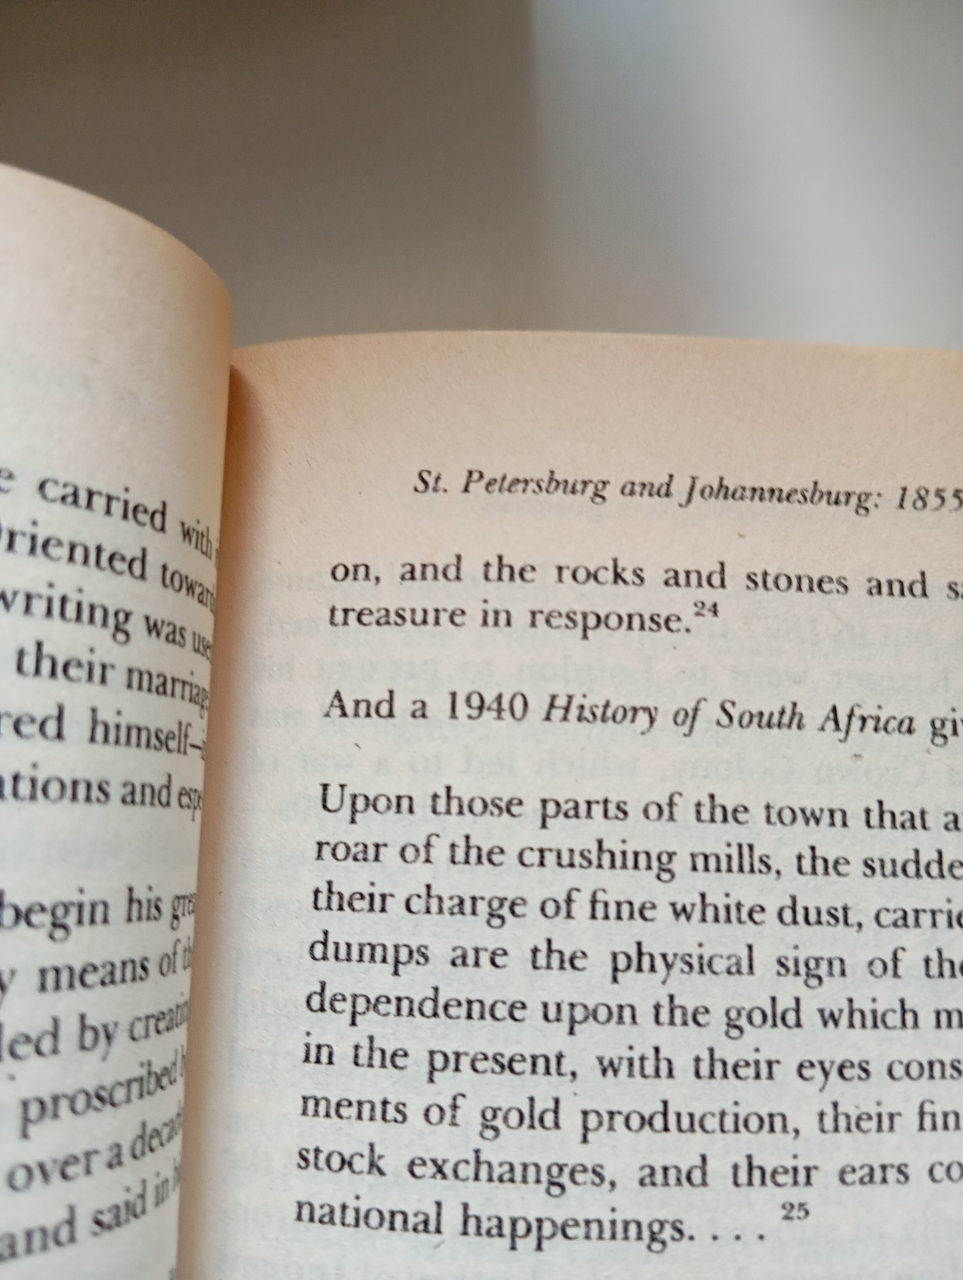 carried with
towar
writing was
their
red himself—
and
begin his
means of
by
proscribed
over a
and said in
St. Petersburg and Johannesburg: 1855
on, and the rocks and stones and
treasure in response.24
And a 1940 History of South Africa
Upon those parts of the town that
roar of the crushing mills, the
their charge of fine white dust,
dumps are the physical sign of
dependence upon the gold which
in the present, with their eyes
ments of gold production, their
stock exchanges, and their ears
national happenings. . . . 25